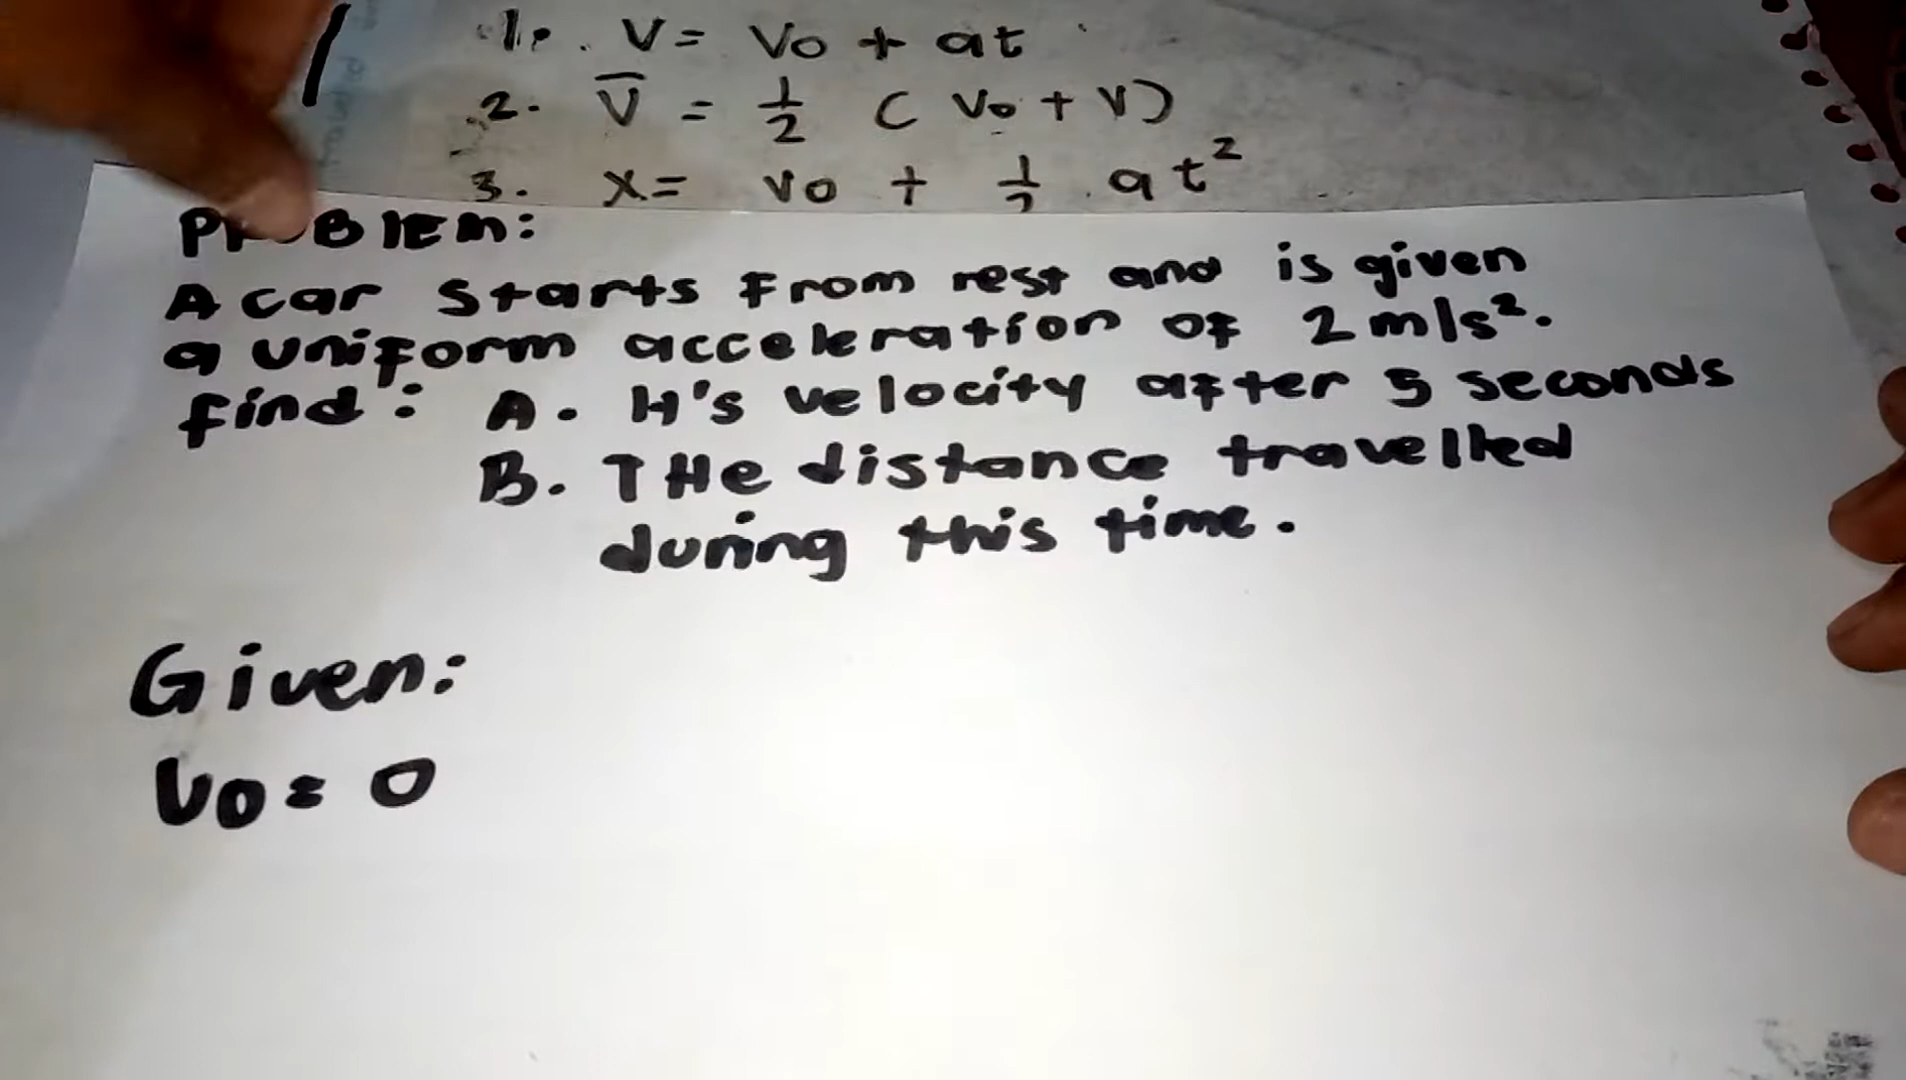 1. V = Vo + at
2. V̅ = 1/2 ( Vo + V)
3. X = Vo + 1/2 at²
PROBlEm:
A car starts from rest and is given
a uniform acceleration of 2 m/s².
find: A. It's velocity after 5 seconds
B. THe distance travelled
during this time.
Given:
Vo = 0